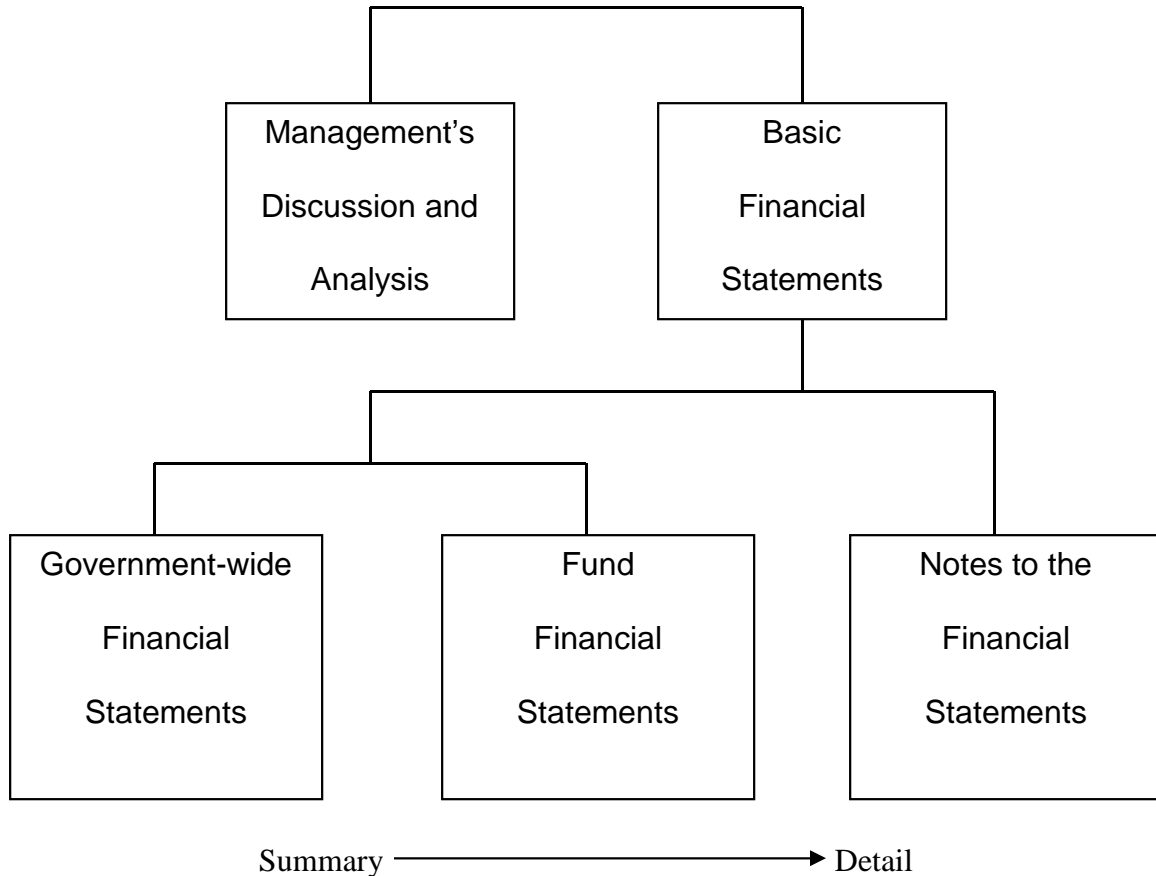 Management’s
Discussion and
Analysis
Basic
Financial
Statements
Government-wide
Financial
Statements
Fund
Financial
Statements
Notes to the
Financial
Statements
Summary
Detail